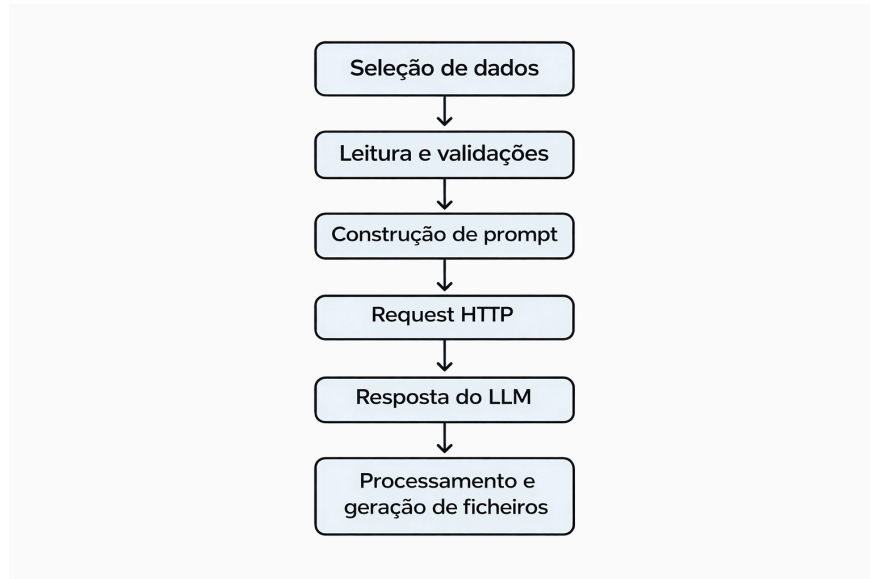 Seleção de dados
Leitura e validações
Construção de prompt
Request HTTP
Resposta do LLM
Processamento e
geração de ficheiros